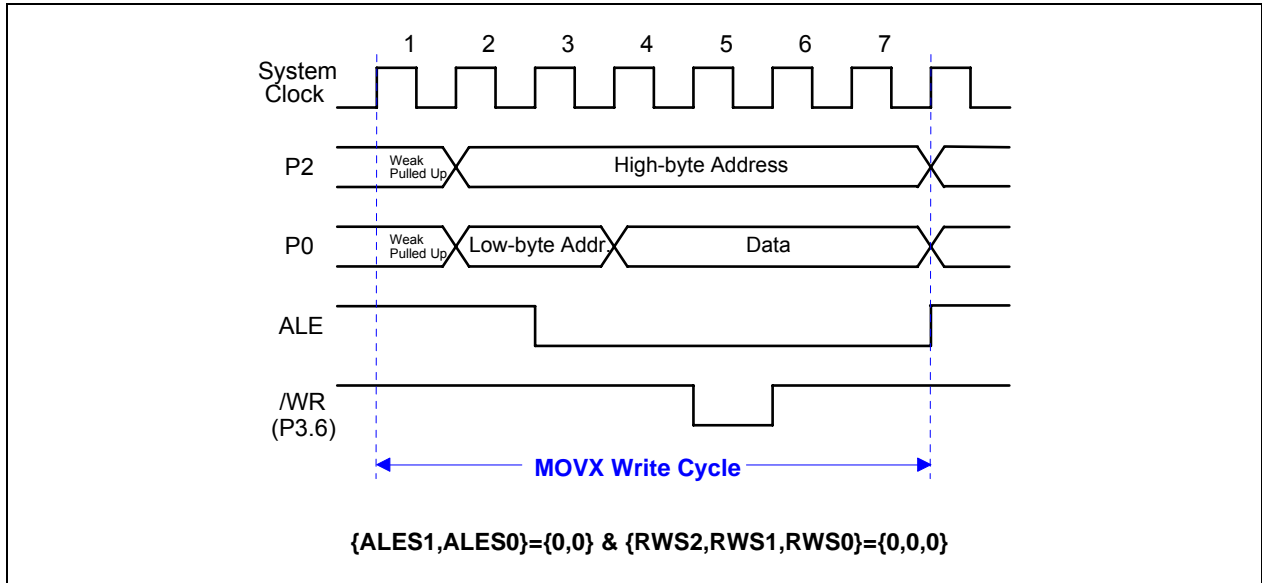 1 2 3 4 5 6 7
System
Clock
P2
Weak
Pulled Up
High-byte Address
P0
Weak
Pulled Up
Low-byte Addr.
Data
ALE
/WR
(P3.6)
MOVX Write Cycle
{ALES1,ALES0}={0,0} & {RWS2,RWS1,RWS0}={0,0,0}